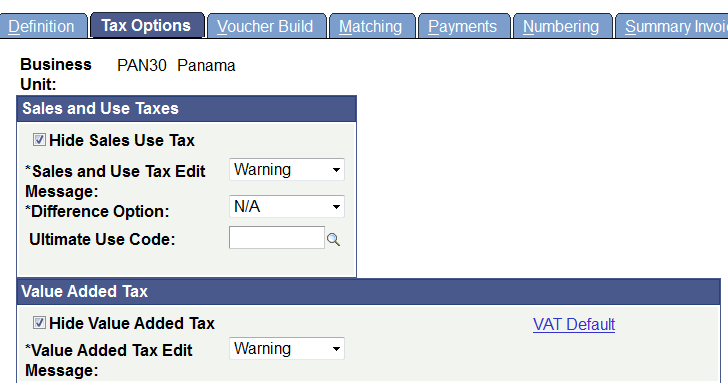 Definition Tax Options Voucher Build Matching Payments Numbering Summary Invoi
Business Unit: PAN30 Panama
Sales and Use Taxes
Hide Sales Use Tax
*Sales and Use Tax Edit Message: Warning
*Difference Option: N/A
Ultimate Use Code:
Value Added Tax
Hide Value Added Tax VAT Default
*Value Added Tax Edit Message: Warning